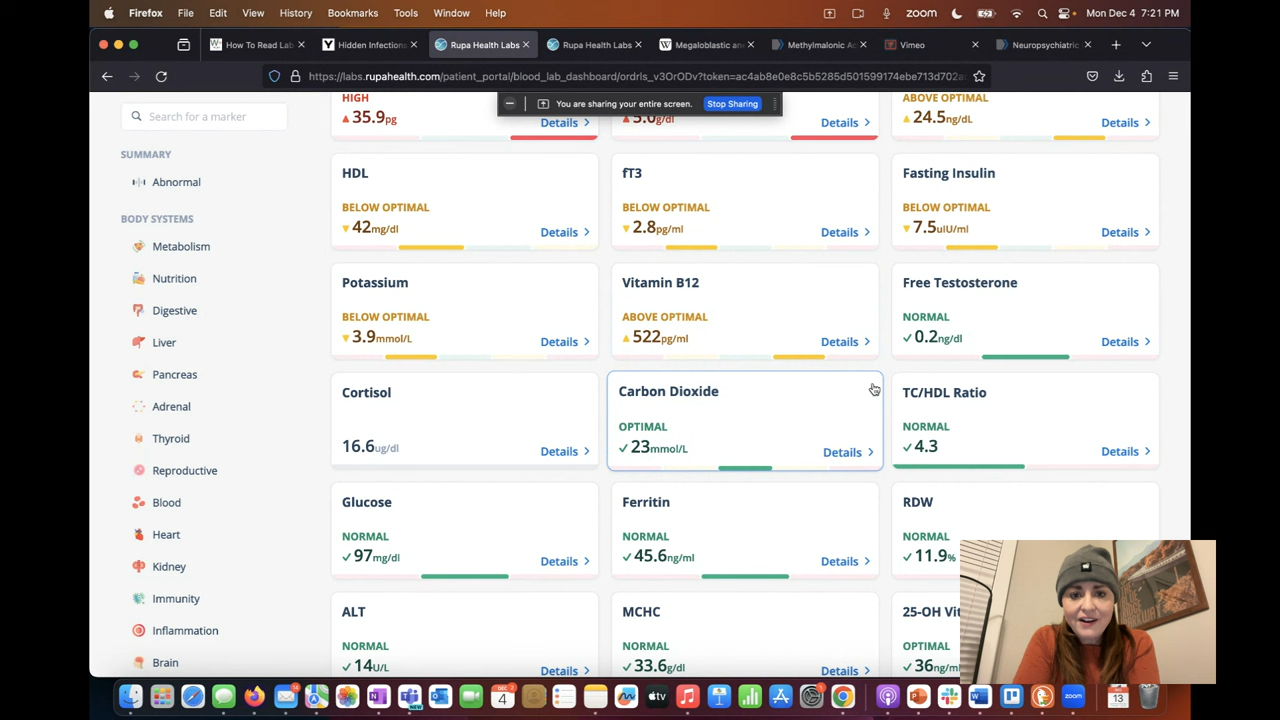 Firefox File Edit View History Bookmarks Tools Window Help zoom Mon Dec 4 7:21 PM
How To Read Lab Hidden Infections Rupa Health Labs Rupa Health Labs Megaloblastic an Methylmalonic Ac Vimeo Neuropsychiatric
https://labs.rupahealth.com/patient_portal/blood_lab_dashboard/ordrls_v3OrODv?token=ac4ab8e0e8c5b5285d501599174ebe713d702ac
You are sharing your entire screen. Stop Sharing
Search for a marker
SUMMARY
Abnormal
BODY SYSTEMS
Metabolism
Nutrition
Digestive
Liver
Pancreas
Adrenal
Thyroid
Reproductive
Blood
Heart
Kidney
Immunity
Inflammation
Brain
HIGH
35.9pg
Details
5.0g/dl
Details
ABOVE OPTIMAL
24.5ng/dL
Details
HDL
BELOW OPTIMAL
42mg/dl
Details
fT3
BELOW OPTIMAL
2.8pg/ml
Details
Fasting Insulin
BELOW OPTIMAL
7.5uIU/ml
Details
Potassium
BELOW OPTIMAL
3.9mmol/L
Details
Vitamin B12
ABOVE OPTIMAL
522pg/ml
Details
Free Testosterone
NORMAL
0.2ng/dl
Details
Cortisol
16.6ug/dl
Details
Carbon Dioxide
OPTIMAL
23mmol/L
Details
TC/HDL Ratio
NORMAL
4.3
Details
Glucose
NORMAL
97mg/dl
Details
Ferritin
NORMAL
45.6ng/ml
Details
RDW
NORMAL
11.9%
ALT
NORMAL
14U/L
Details
MCHC
NORMAL
33.6g/dl
Details
25-OH Vit
OPTIMAL
36ng/m